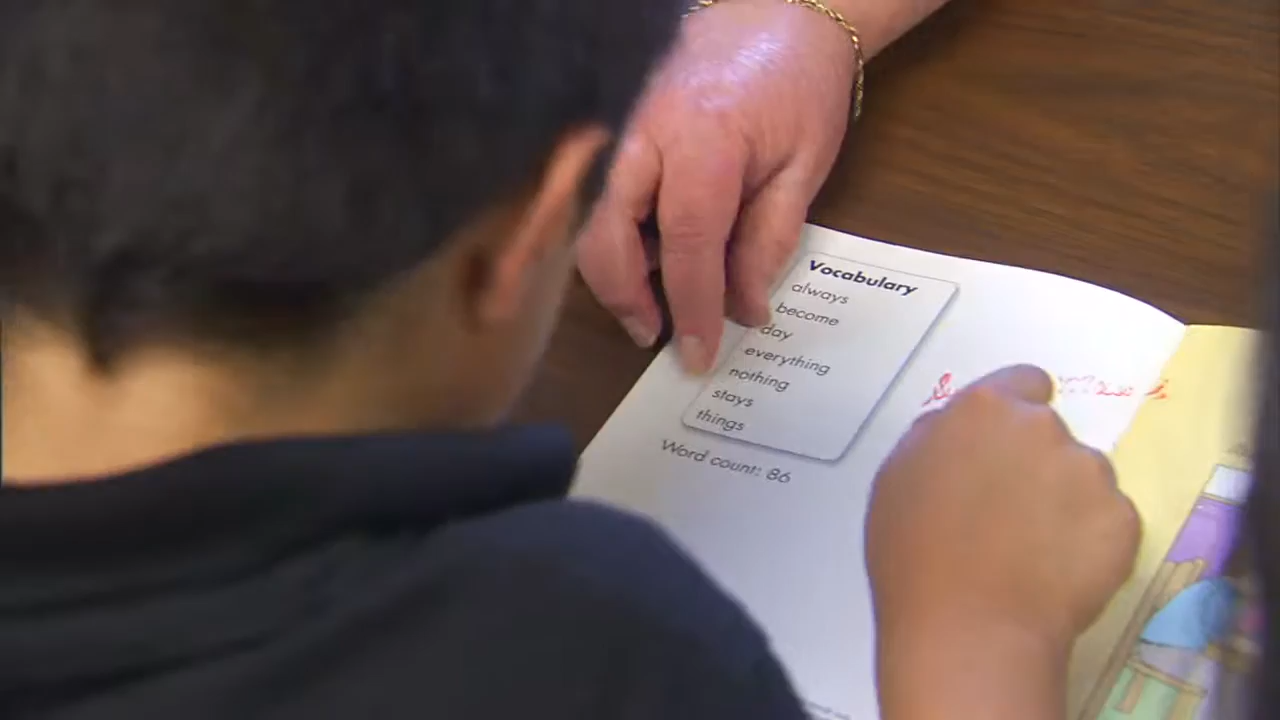 Vocabulary
always
become
day
everything
nothing
stays
things
Word count: 86